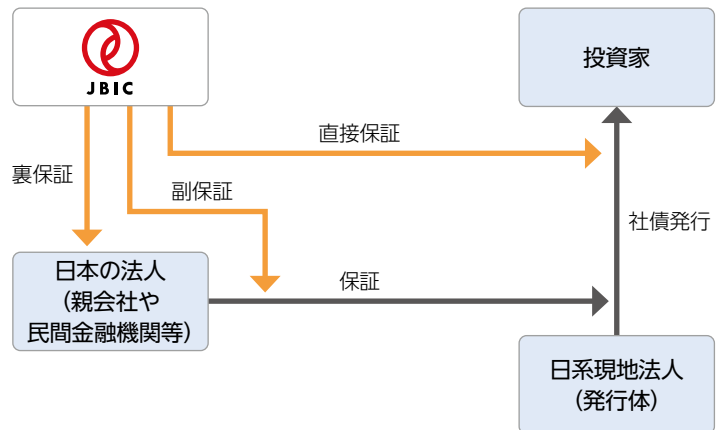 JBIC
投資家
直接保証
裏保証
副保証
社債発行
日本の法人
（親会社や
民間金融機関等）
保証
日系現地法人
（発行体）